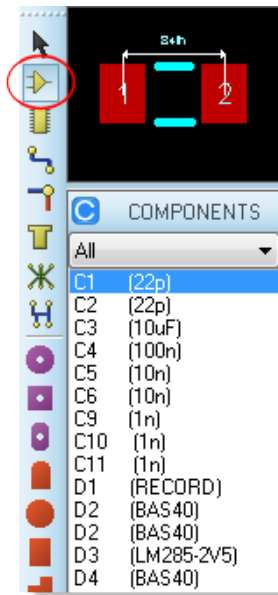 1
2
C COMPONENTS
All
C1 (22p)
C2 (22p)
C3 (10uF)
C4 (100n)
C5 (10n)
C6 (10n)
C9 (1n)
C10 (1n)
C11 (1n)
D1 (RECORD)
D2 (BAS40)
D2 (BAS40)
D3 (LM285-2V5)
D4 (BAS40)